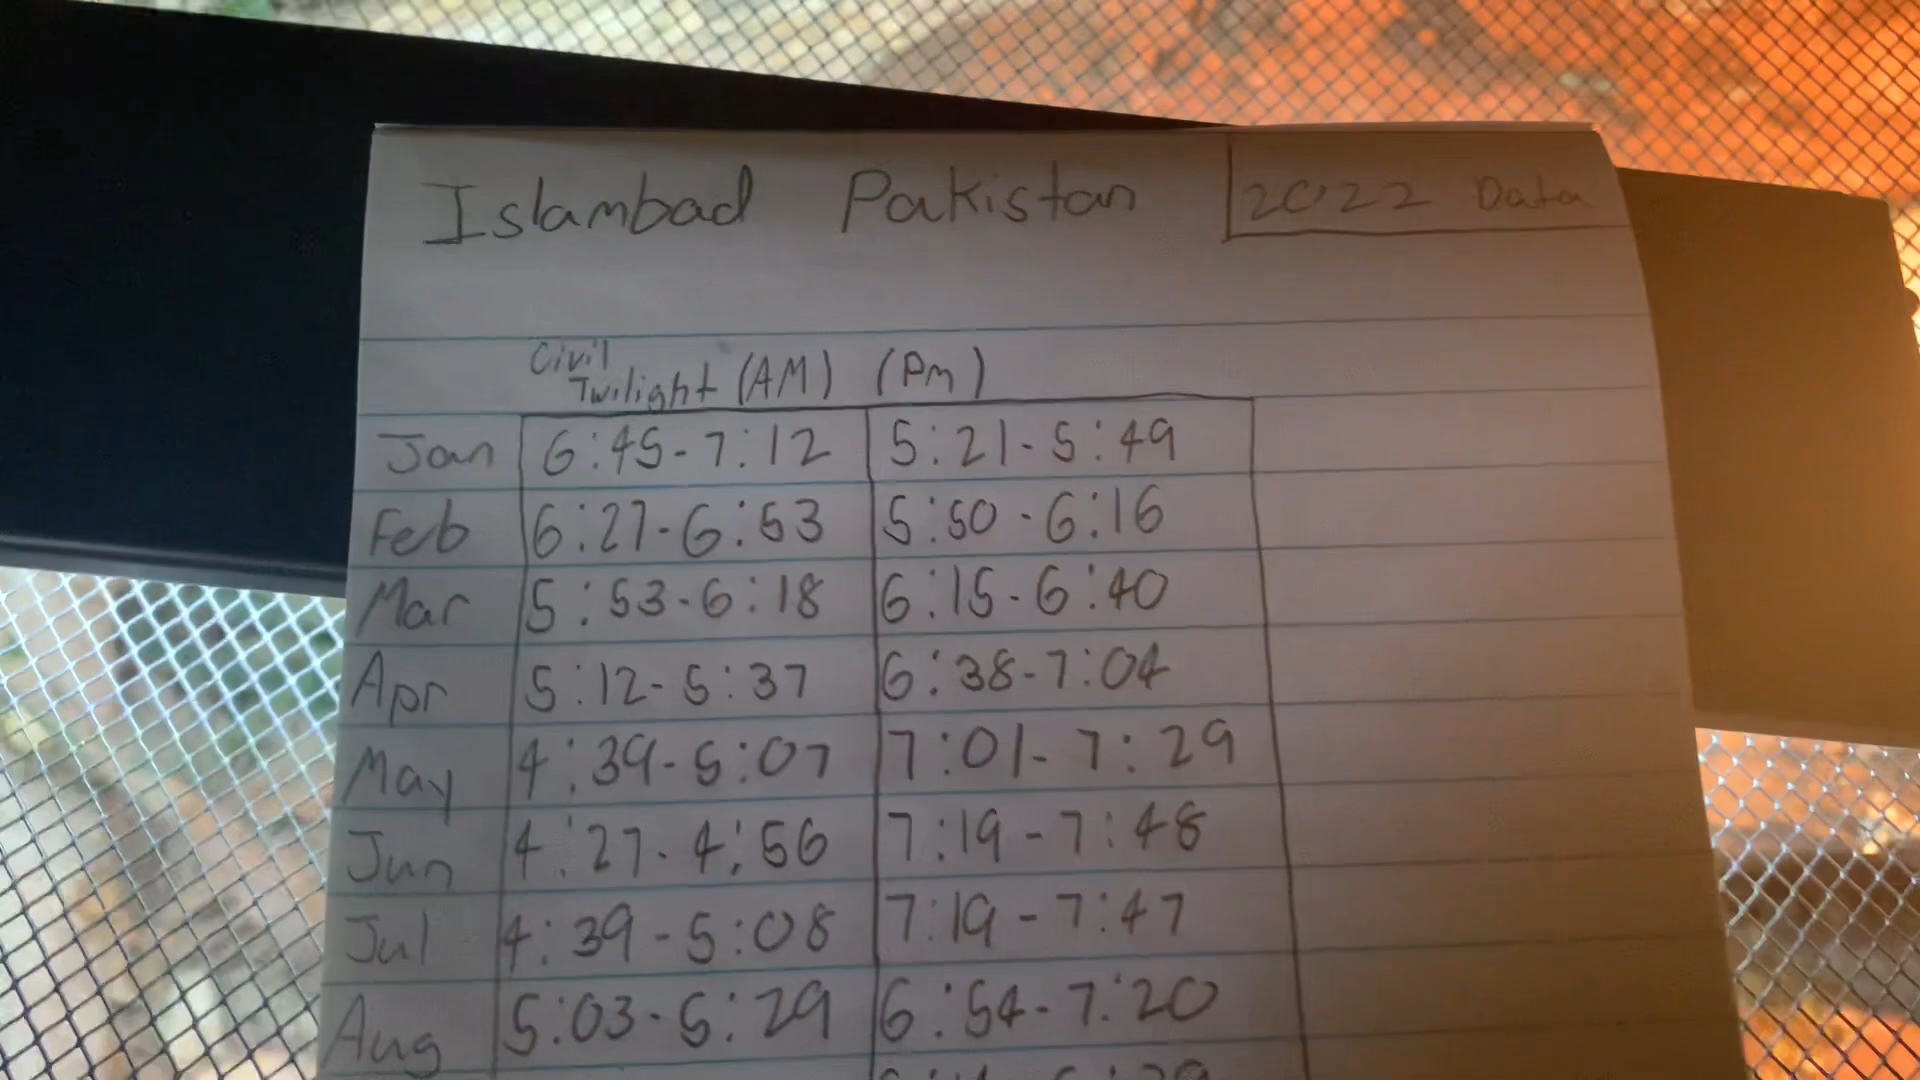 Islambad Pakistan 2022 Data
Civil
Twilight (AM) (Pm)
Jan 6:45-7:12 5:21-5:49
Feb 6:27-6:53 5:50-6:16
Mar 5:53-6:18 6:15-6:40
Apr 5:12-5:37 6:38-7:04
May 4:39-5:07 7:01-7:29
Jun 4:27-4:56 7:19-7:48
Jul 4:39-5:08 7:19-7:47
Aug 5:03-5:29 6:54-7:20